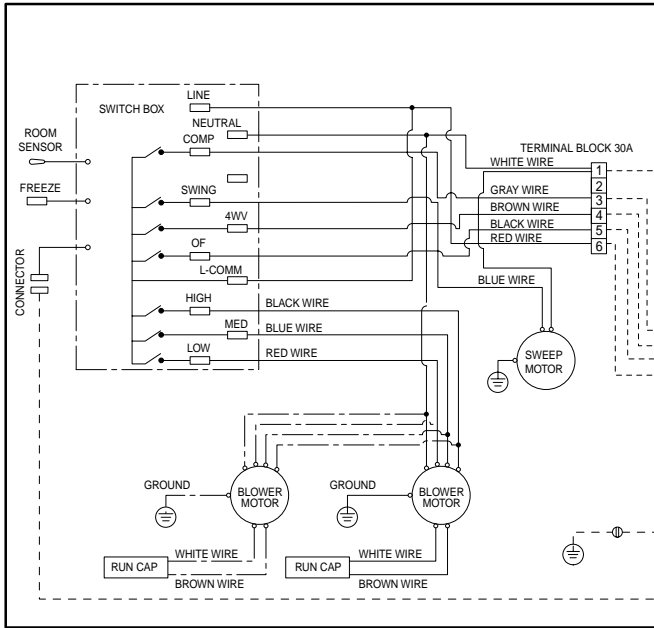 LINE
SWITCH BOX
NEUTRAL
ROOM
SENSOR
COMP
TERMINAL BLOCK 30A
WHITE WIRE
1
2
FREEZE
SWING
GRAY WIRE
3
4WV
BROWN WIRE
4
OF
BLACK WIRE
5
RED WIRE
6
L-COMM
CONNECTOR
BLUE WIRE
HIGH
BLACK WIRE
MED
BLUE WIRE
LOW
RED WIRE
SWEEP
MOTOR
GROUND
BLOWER
MOTOR
GROUND
BLOWER
MOTOR
WHITE WIRE
RUN CAP
BROWN WIRE
WHITE WIRE
RUN CAP
BROWN WIRE